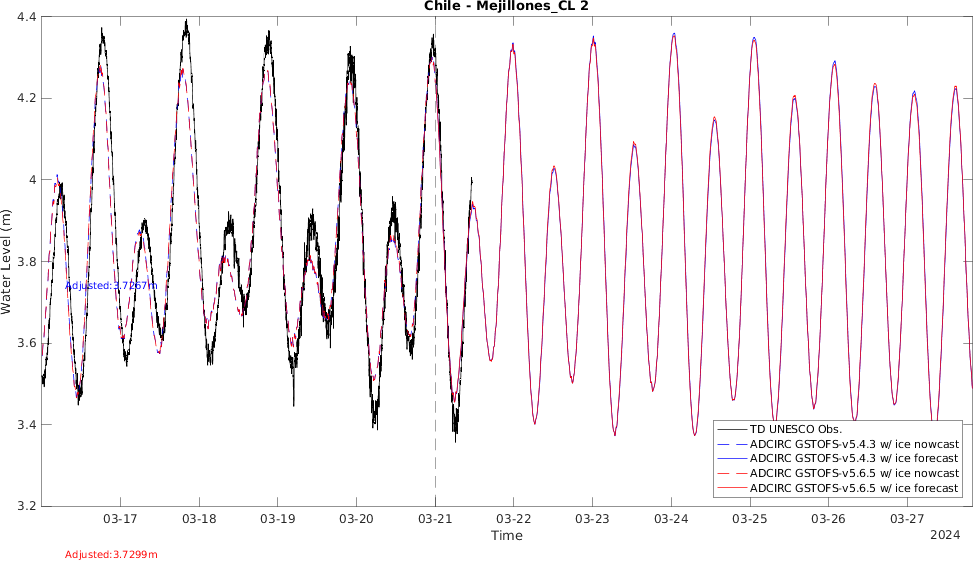 Chile - Mejillones_CL 2
Water Level (m)
4.4
4.2
4
3.8
3.6
3.4
3.2
Adjusted:3.7267m
TD UNESCO Obs.
ADCIRC GSTOFS-v5.4.3 w/ ice nowcast
ADCIRC GSTOFS-v5.4.3 w/ ice forecast
ADCIRC GSTOFS-v5.6.5 w/ ice nowcast
ADCIRC GSTOFS-v5.6.5 w/ ice forecast
03-17 03-18 03-19 03-20 03-21 03-22 03-23 03-24 03-25 03-26 03-27
Time
2024
Adjusted:3.7299m